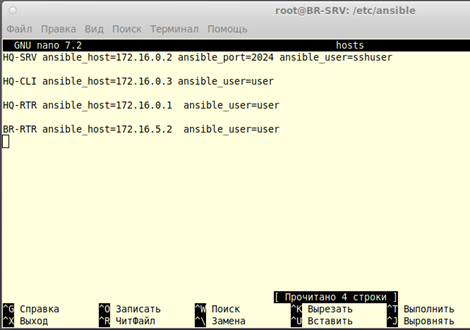 root@BR-SRV: /etc/ansible
Файл Правка Вид Поиск Терминал Помощь
GNU nano 7.2 hosts
HQ-SRV ansible_host=172.16.0.2 ansible_port=2024 ansible_user=sshuser
HQ-CLI ansible_host=172.16.0.3 ansible_user=user
HQ-RTR ansible_host=172.16.0.1  ansible_user=user
BR-RTR ansible_host=172.16.5.2  ansible_user=user
[ Прочитано 4 строки ]
^G Справка ^O Записать ^W Поиск ^K Вырезать ^T Выполнить
^X Выход ^R ЧитФайл ^\ Замена ^U Вставить ^J Выровнять